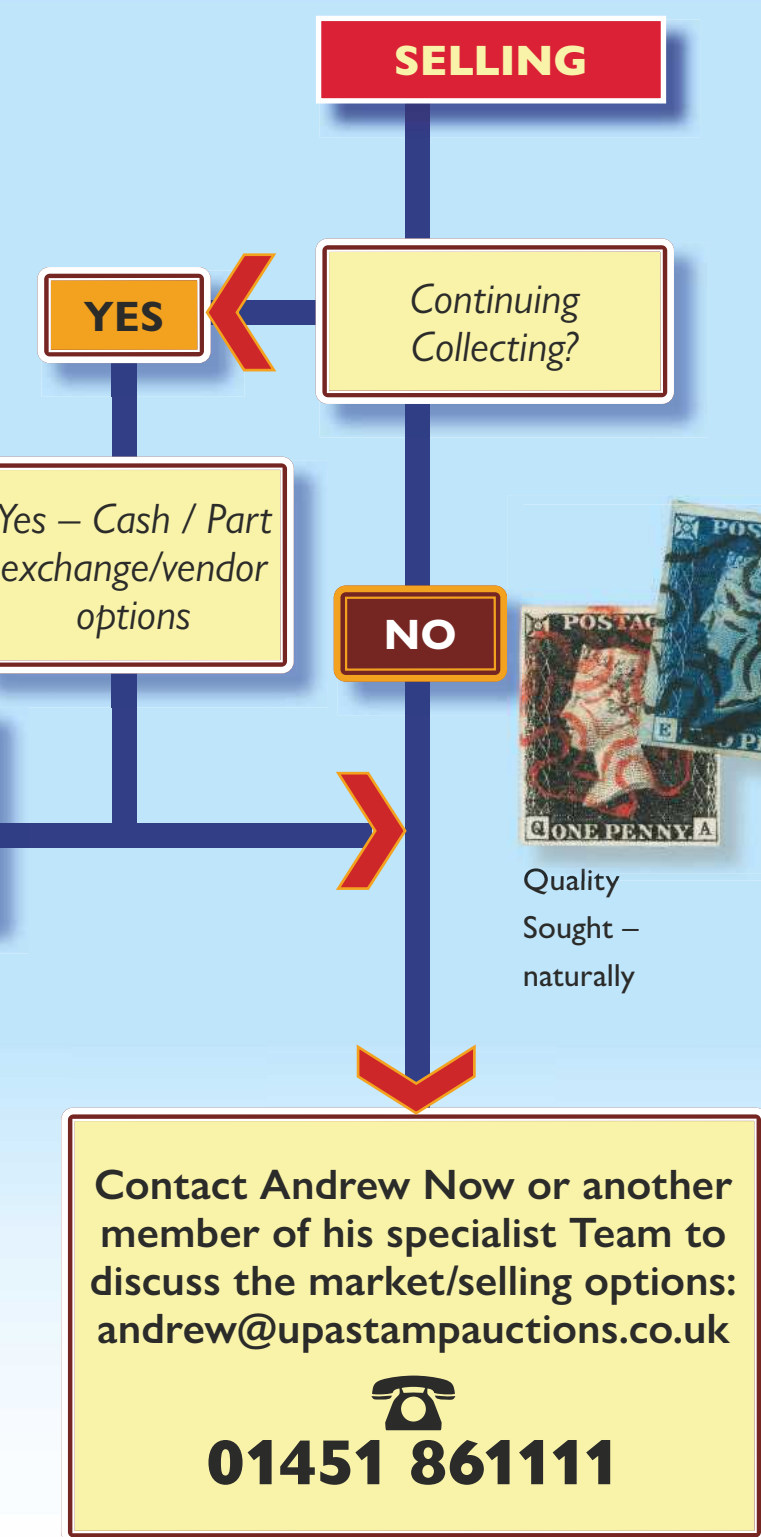 SELLING
Continuing
Collecting?
YES
Yes – Cash / Part
exchange/vendor
options
NO
POSTAG
Q ONE PENNY A
POS
E
Quality
Sought –
naturally
Contact Andrew Now or another
member of his specialist Team to
discuss the market/selling options:
andrew@upastampauctions.co.uk
01451 861111